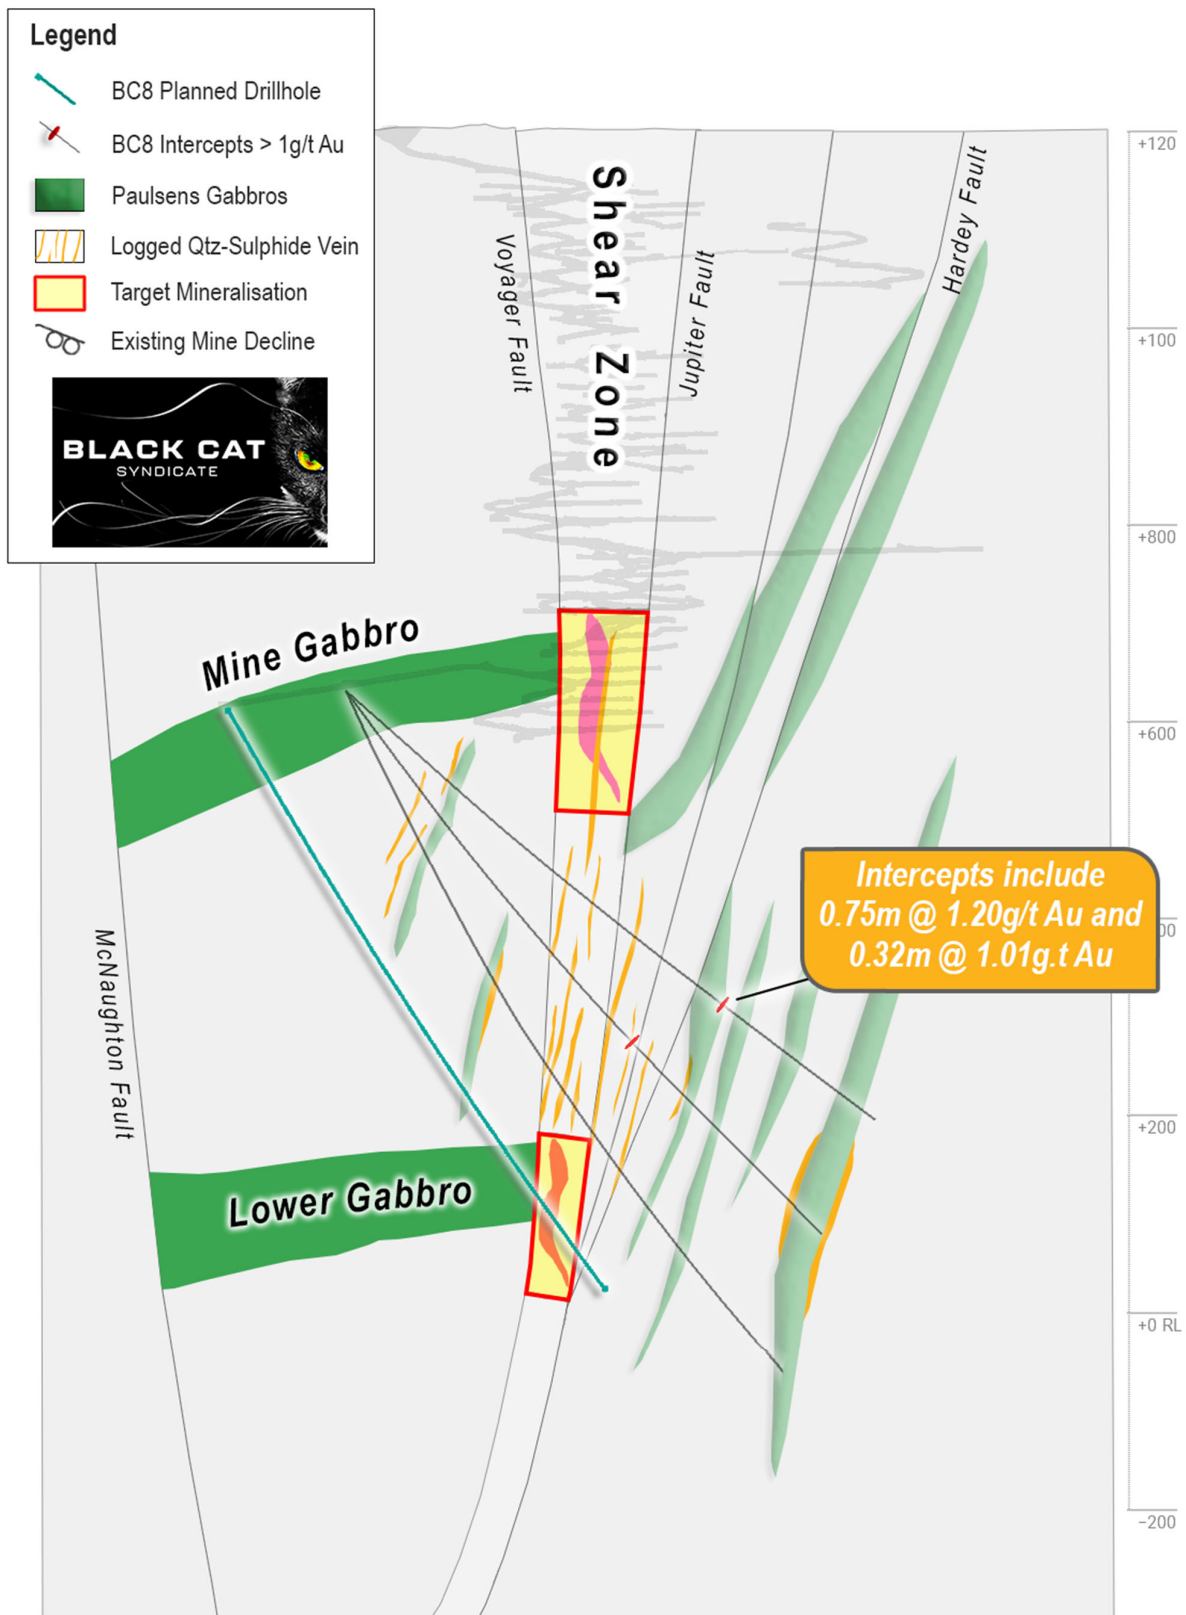 Legend
BC8 Planned Drillhole
BC8 Intercepts > 1g/t Au
Paulsens Gabbros
Logged Qtz-Sulphide Vein
Target Mineralisation
Existing Mine Decline
BLACK CAT
SYNDICATE
Shear Zone
Voyager Fault
Jupiter Fault
Hardey Fault
+120
+100
+800
+600
Mine Gabbro
Intercepts include
0.75m @ 1.20g/t Au and
0.32m @ 1.01g.t Au
00
McNaughton Fault
+200
Lower Gabbro
+0 RL
−200